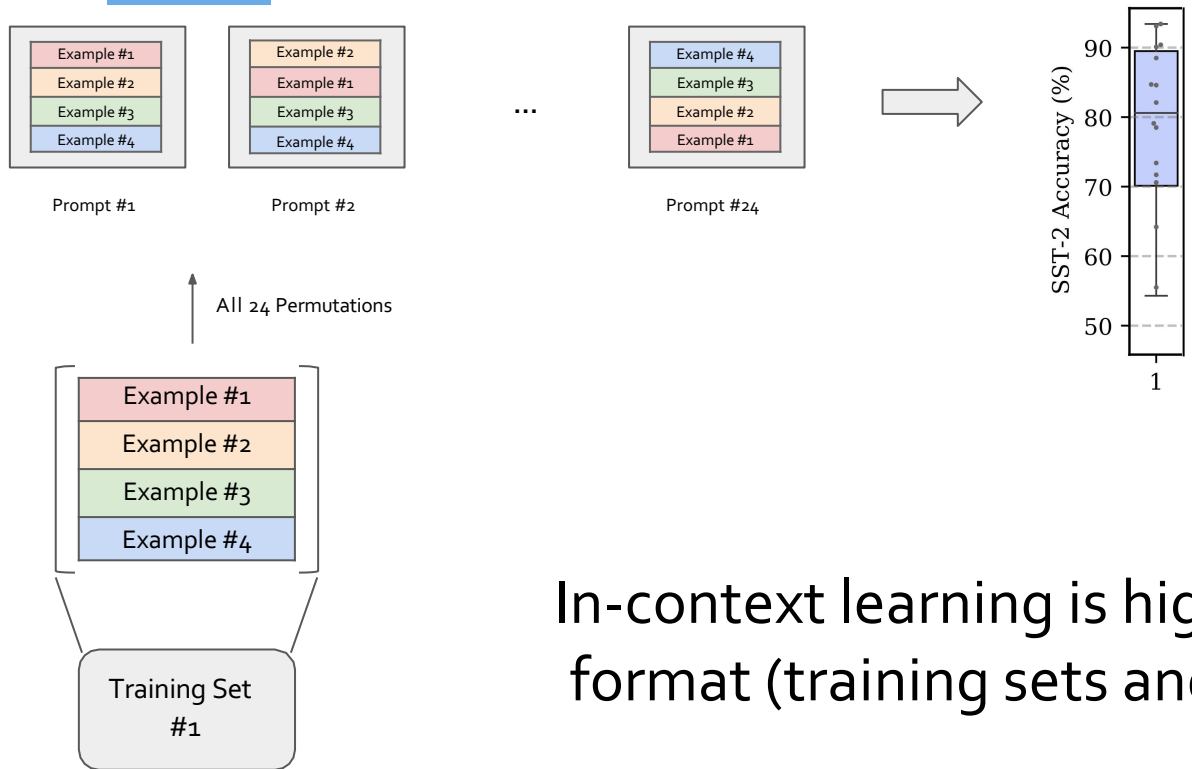 Example #1
Example #2
Example #3
Example #4
Prompt #1
Example #2
Example #1
Example #3
Example #4
Prompt #2
...
Example #4
Example #3
Example #2
Example #1
Prompt #24
SST-2 Accuracy (%)
90
80
70
60
50
1
All 24 Permutations
Example #1
Example #2
Example #3
Example #4
Training Set
#1
In-context learning is hig
format (training sets and